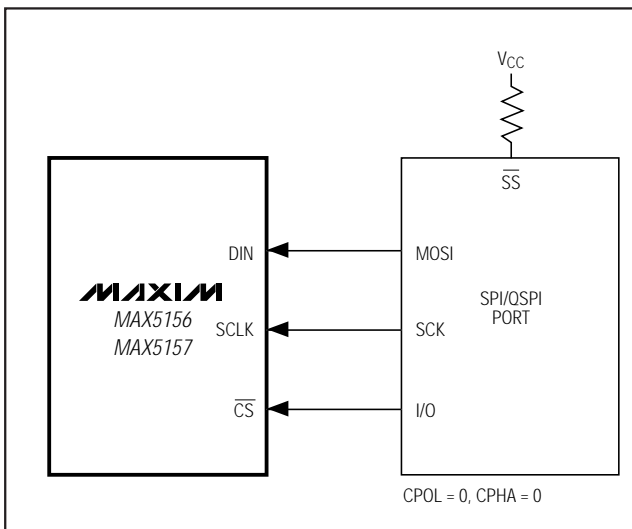 VCC
SS
DIN
MOSI
MAXIM
MAX5156
MAX5157
SCLK
SCK
SPI/QSPI
PORT
CS
I/O
CPOL = 0, CPHA = 0